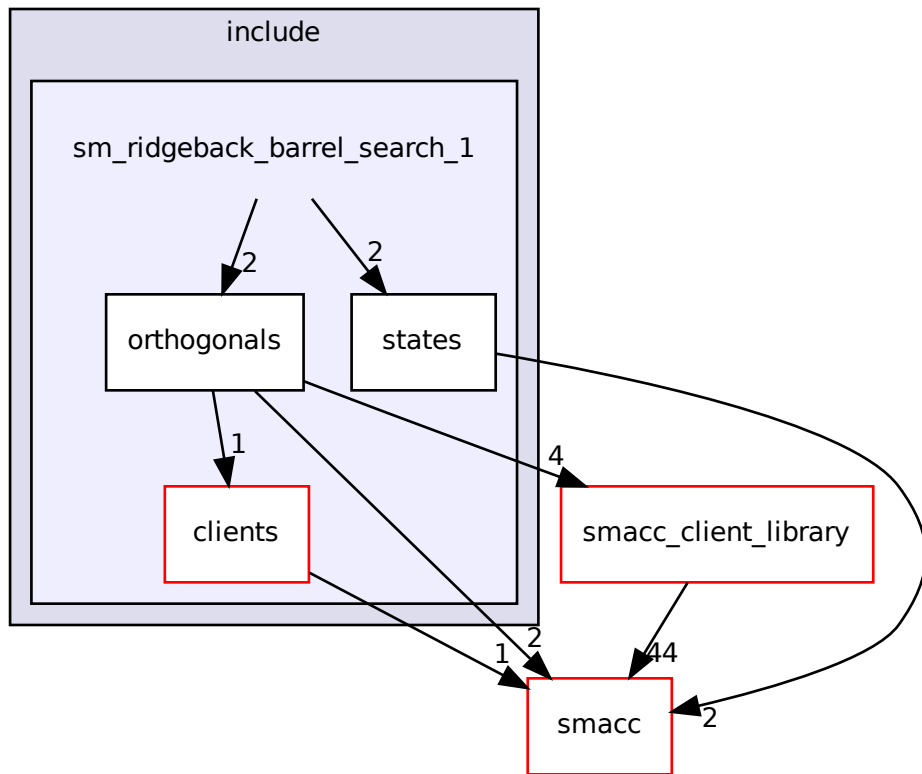 include
sm_ridgeback_barrel_search_1
2
2
orthogonals
states
1
4
clients
smacc_client_library
2
1
44
2
smacc